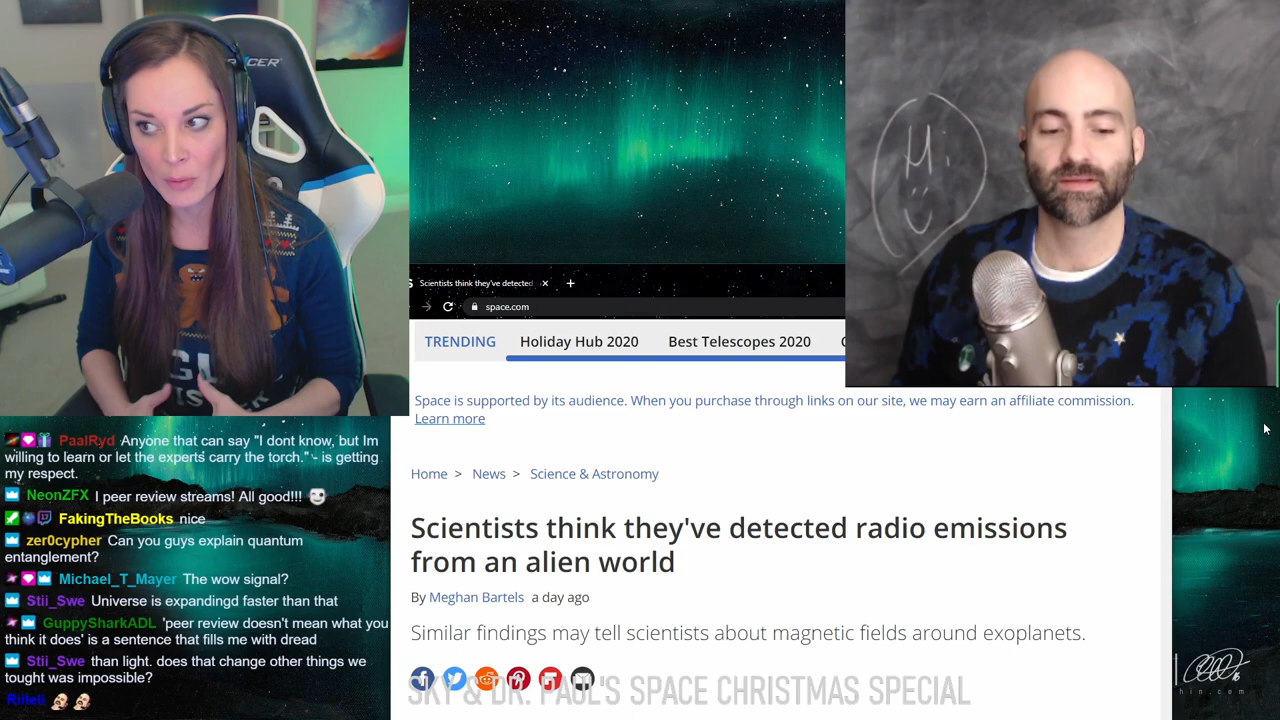 CER
Hi
Scientists think they've detected
space.com
TRENDING
Holiday Hub 2020
Best Telescopes 2020
Space is supported by its audience. When you purchase through links on our site, we may earn an affiliate commission.
Learn more
Home > News > Science & Astronomy
Scientists think they've detected radio emissions
from an alien world
By Meghan Bartels a day ago
Similar findings may tell scientists about magnetic fields around exoplanets.
SKY & DR. PAUL'S SPACE CHRISTMAS SPECIAL
PaalRyd Anyone that can say "I dont know, but Im
willing to learn or let the experts carry the torch." - is getting
my respect.
NeonZFX I peer review streams! All good!!!
FakingTheBooks nice
zer0cypher Can you guys explain quantum
entanglement?
Michael_T_Mayer The wow signal?
Stii_Swe Universe is expandingd faster than that
GuppySharkADL 'peer review doesn't mean what you
think it does' is a sentence that fills me with dread
Stii_Swe than light. does that change other things we
tought was impossible?
Riitell
hin.com